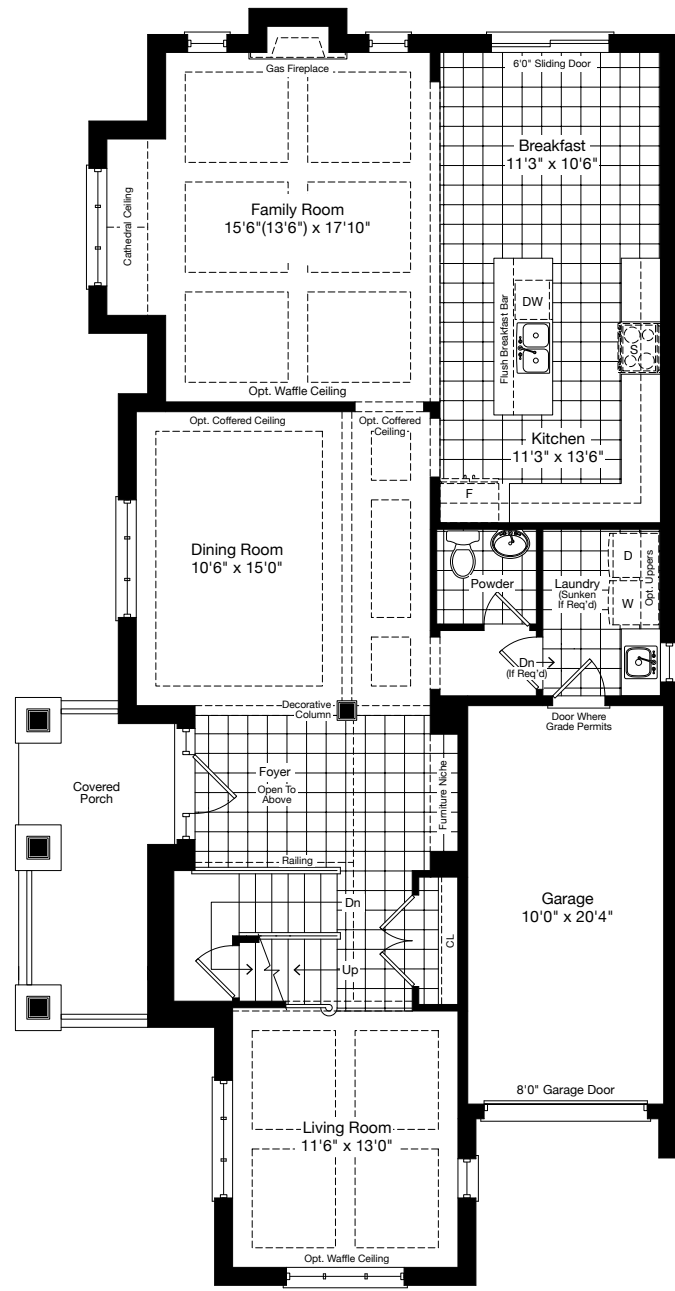 Gas Fireplace
6'0" Sliding Door
Breakfast
11'3" x 10'6"
Cathedral Ceiling
Family Room
15'6"(13'6") x 17'10"
DW
Flush Breakfast Bar
S
Opt. Waffle Ceiling
Opt. Coffered Ceiling
Opt. Coffered
Ceiling
Kitchen
11'3" x 13'6"
F
Dining Room
10'6" x 15'0"
Powder
Laundry
(Sunken
If Req'd)
D
W
Opt. Uppers
Dn
(If Req'd)
Decorative
Column
Door Where
Grade Permits
Covered
Porch
Foyer
Open To
Above
Furniture Niche
Railing
Dn
Up
CL
Garage
10'0" x 20'4"
8'0" Garage Door
Living Room
11'6" x 13'0"
Opt. Waffle Ceiling